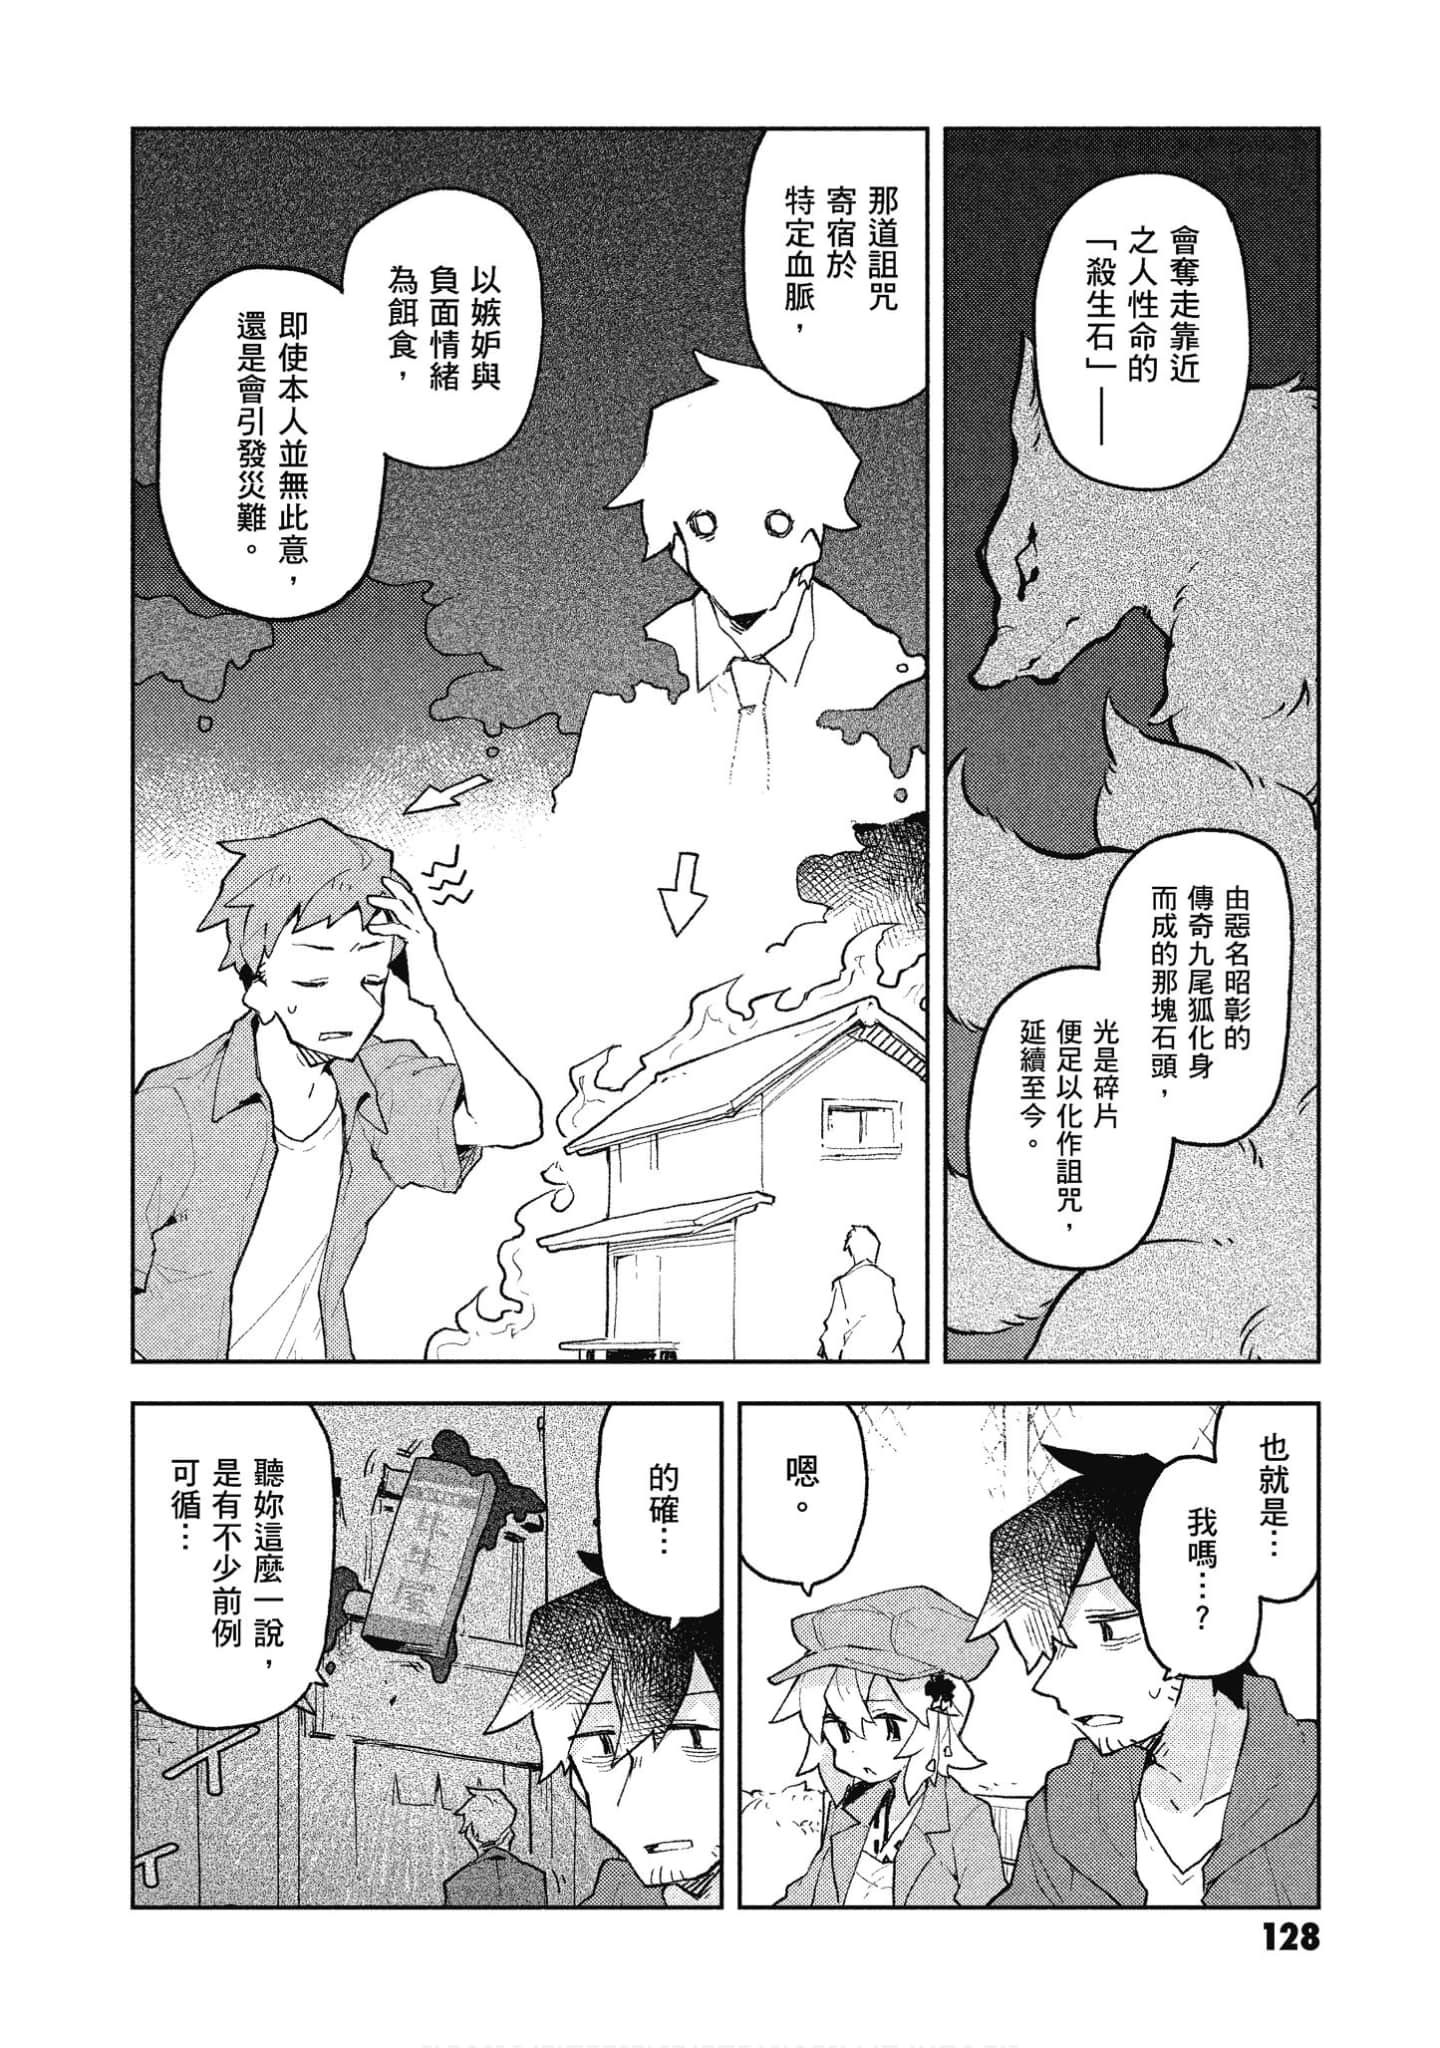 會奪走靠近
之人性命的
「殺生石」——
由惡名昭彰的
傳奇九尾狐化身
而成的那塊石頭，
光是碎片
便足以化作詛咒，
延續至今。
那道詛咒
寄宿於
特定血脈，
以嫉妒與
負面情緒
為餌食，
即使本人並無此意，
還是會引發災難。
也就是…
我嗎…？
嗯。
的確…
聽妳這麼一說，
是有不少前例
可循…
128